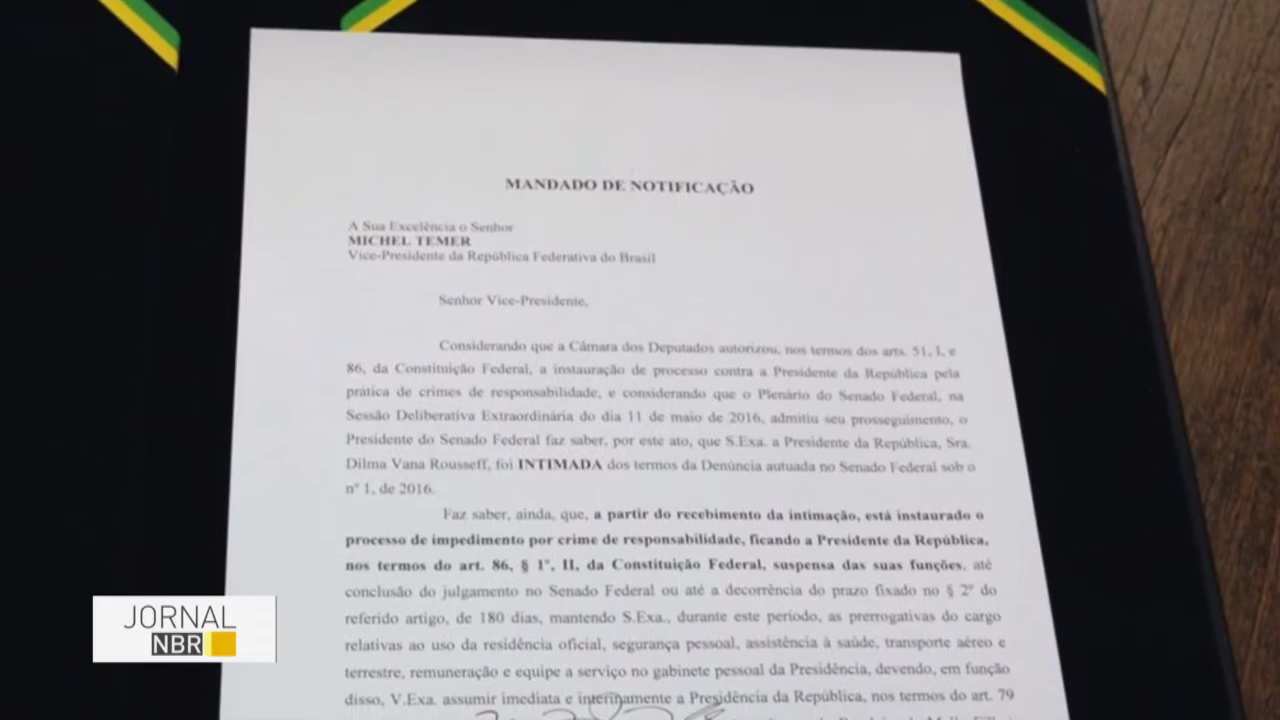 MANDADO DE NOTIFICAÇÃO
A Sua Excelência o Senhor
MICHEL TEMER
Vice-Presidente da República Federativa do Brasil
Senhor Vice-Presidente,
Considerando que a Câmara dos Deputados autorizou, nos termos dos arts. 51, I, e
86, da Constituição Federal, a instauração de processo contra a Presidente da República pela
prática de crimes de responsabilidade, e considerando que o Plenário do Senado Federal, na
Sessão Deliberativa Extraordinária do dia 11 de maio de 2016, admitiu seu prosseguimento, o
Presidente do Senado Federal faz saber, por este ato, que S.Exa. a Presidente da República, Sra.
Dilma Vana Rousseff, foi INTIMADA dos termos da Denúncia autuada no Senado Federal sob o
nº 1, de 2016.
Faz saber, ainda, que, a partir do recebimento da intimação, está instaurado o
processo de impedimento por crime de responsabilidade, ficando a Presidente da República,
nos termos do art. 86, § 1º, II, da Constituição Federal, suspensa das suas funções, até
conclusão do julgamento no Senado Federal ou até a decorrência do prazo fixado no § 2º do
referido artigo, de 180 dias, mantendo S.Exa., durante este período, as prerrogativas do cargo
relativas ao uso da residência oficial, segurança pessoal, assistência à saúde, transporte aéreo e
terrestre, remuneração e equipe a serviço no gabinete pessoal da Presidência, devendo, em função
disso, V.Exa. assumir imediata e interinamente a Presidência da República, nos termos do art. 79
JORNAL
NBR